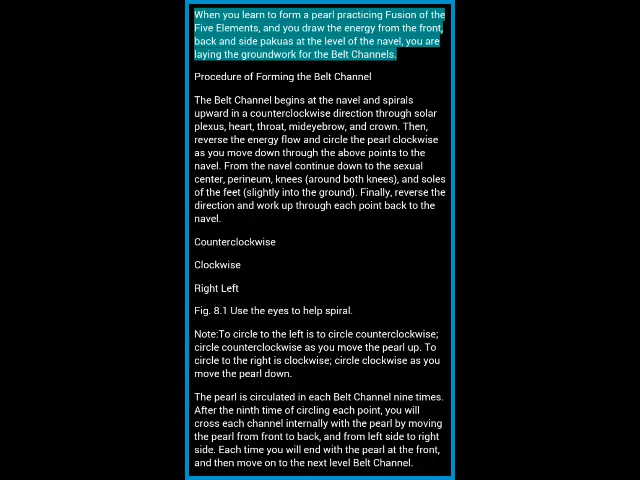 When you learn to form a pearl practicing Fusion of the
Five Elements, and you draw the energy from the front,
back and side pakuas at the level of the navel, you are
laying the groundwork for the Belt Channels.
Procedure of Forming the Belt Channel
The Belt Channel begins at the navel and spirals
upward in a counterclockwise direction through solar
plexus, heart, throat, mideyebrow, and crown. Then,
reverse the energy flow and circle the pearl clockwise
as you move down through the above points to the
navel. From the navel continue down to the sexual
center, perineum, knees (around both knees), and soles
of the feet (slightly into the ground). Finally, reverse the
direction and work up through each point back to the
navel.
Counterclockwise
Clockwise
Right Left
Fig. 8.1 Use the eyes to help spiral.
Note:To circle to the left is to circle counterclockwise;
circle counterclockwise as you move the pearl up. To
circle to the right is clockwise; circle clockwise as you
move the pearl down.
The pearl is circulated in each Belt Channel nine times.
After the ninth time of circling each point, you will
cross each channel internally with the pearl by moving
the pearl from front to back, and from left side to right
side. Each time you will end with the pearl at the front,
and then move on to the next level Belt Channel.